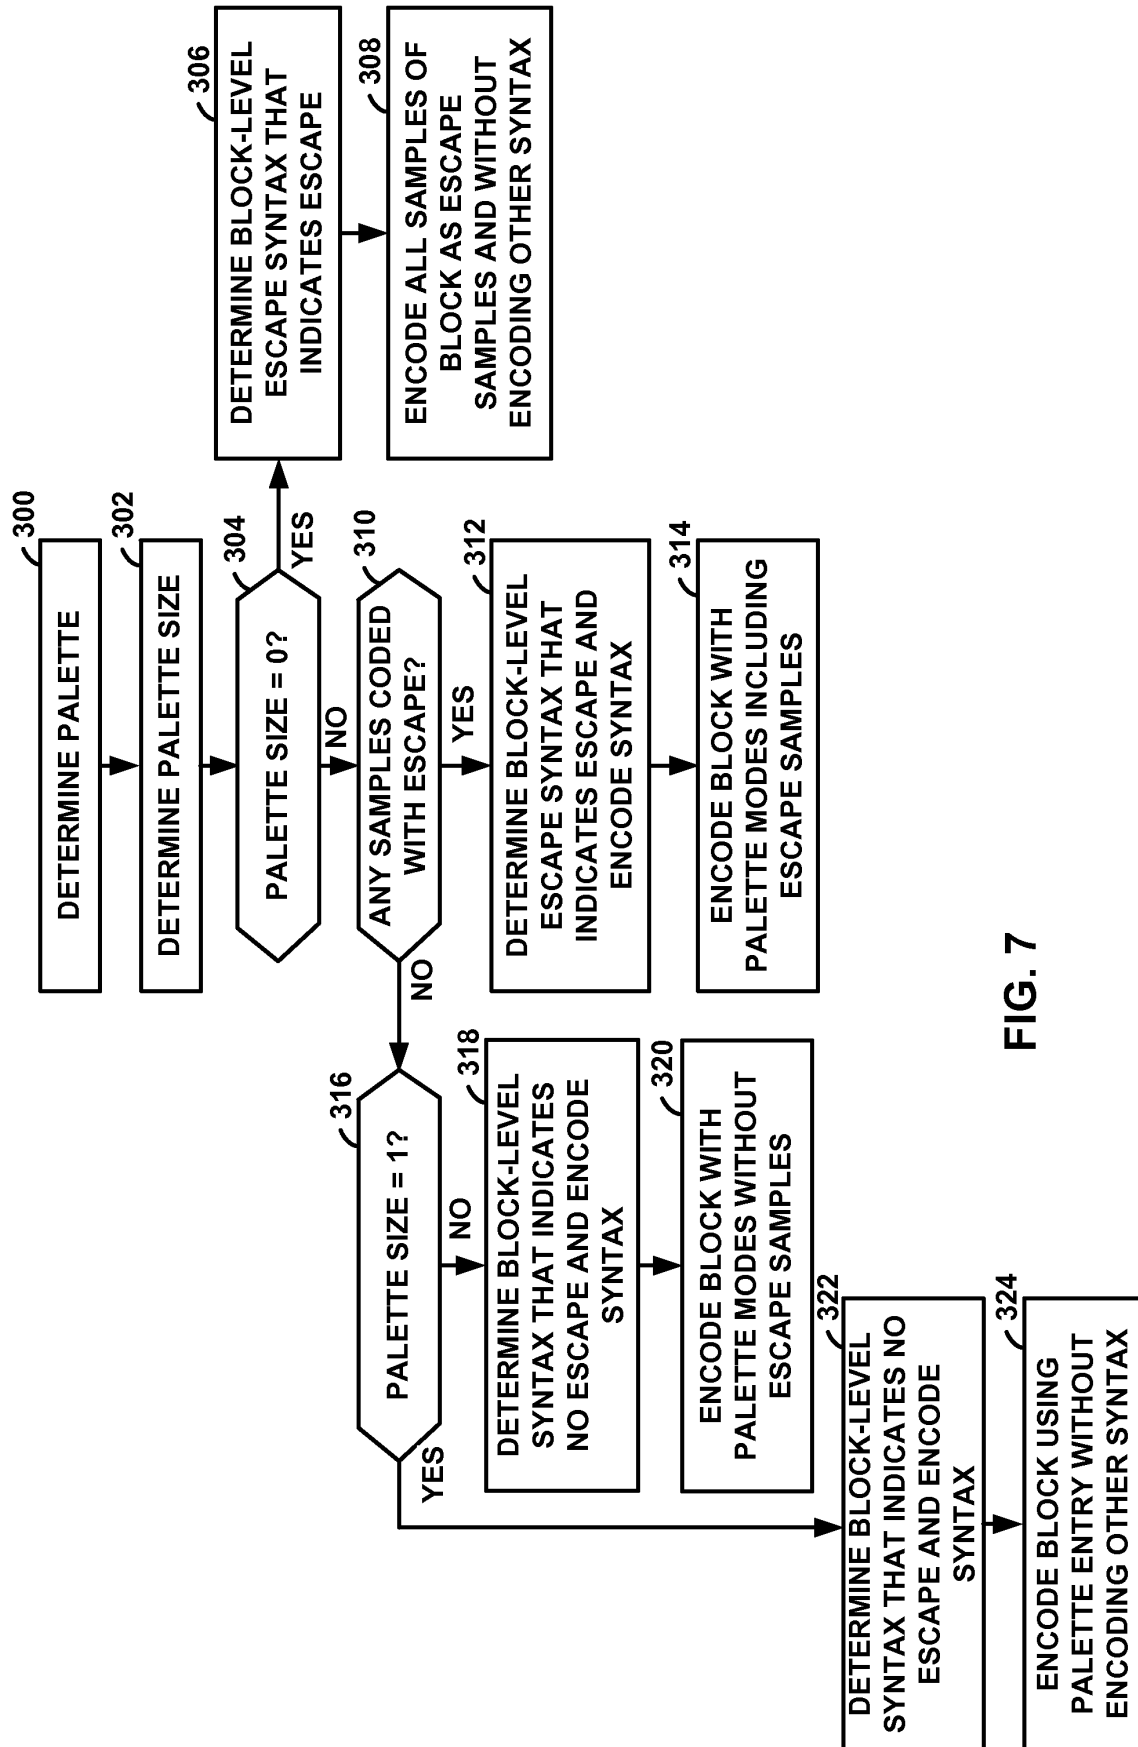 300
DETERMINE PALETTE
302
DETERMINE PALETTE SIZE
304
PALETTE SIZE = 0?
YES
NO
306
DETERMINE BLOCK-LEVEL
ESCAPE SYNTAX THAT
INDICATES ESCAPE
308
ENCODE ALL SAMPLES OF
BLOCK AS ESCAPE
SAMPLES AND WITHOUT
ENCODING OTHER SYNTAX
310
ANY SAMPLES CODED
WITH ESCAPE?
YES
NO
312
DETERMINE BLOCK-LEVEL
ESCAPE SYNTAX THAT
INDICATES ESCAPE AND
ENCODE SYNTAX
314
ENCODE BLOCK WITH
PALETTE MODES INCLUDING
ESCAPE SAMPLES
316
PALETTE SIZE = 1?
NO
YES
318
DETERMINE BLOCK-LEVEL
SYNTAX THAT INDICATES
NO ESCAPE AND ENCODE
SYNTAX
320
ENCODE BLOCK WITH
PALETTE MODES WITHOUT
ESCAPE SAMPLES
322
DETERMINE BLOCK-LEVEL
SYNTAX THAT INDICATES NO
ESCAPE AND ENCODE
SYNTAX
324
ENCODE BLOCK USING
PALETTE ENTRY WITHOUT
ENCODING OTHER SYNTAX
FIG. 7